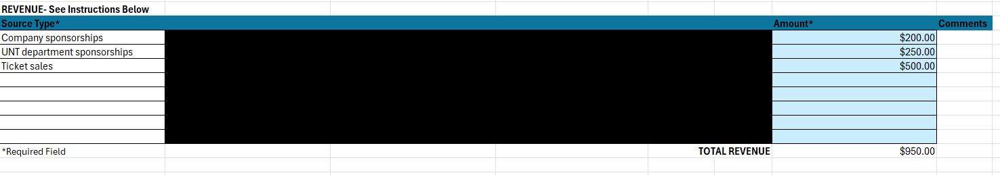 REVENUE- See Instructions Below
Source Type* Amount* Comments
Company sponsorships $200.00
UNT department sponsorships $250.00
Ticket sales $500.00
*Required Field TOTAL REVENUE $950.00